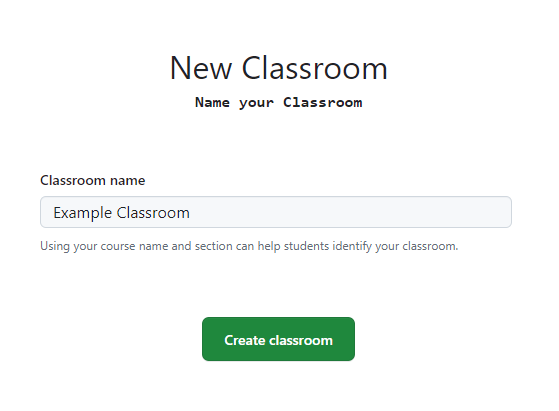 New Classroom
Name your Classroom
Classroom name
Example Classroom
Using your course name and section can help students identify your classroom.
Create classroom